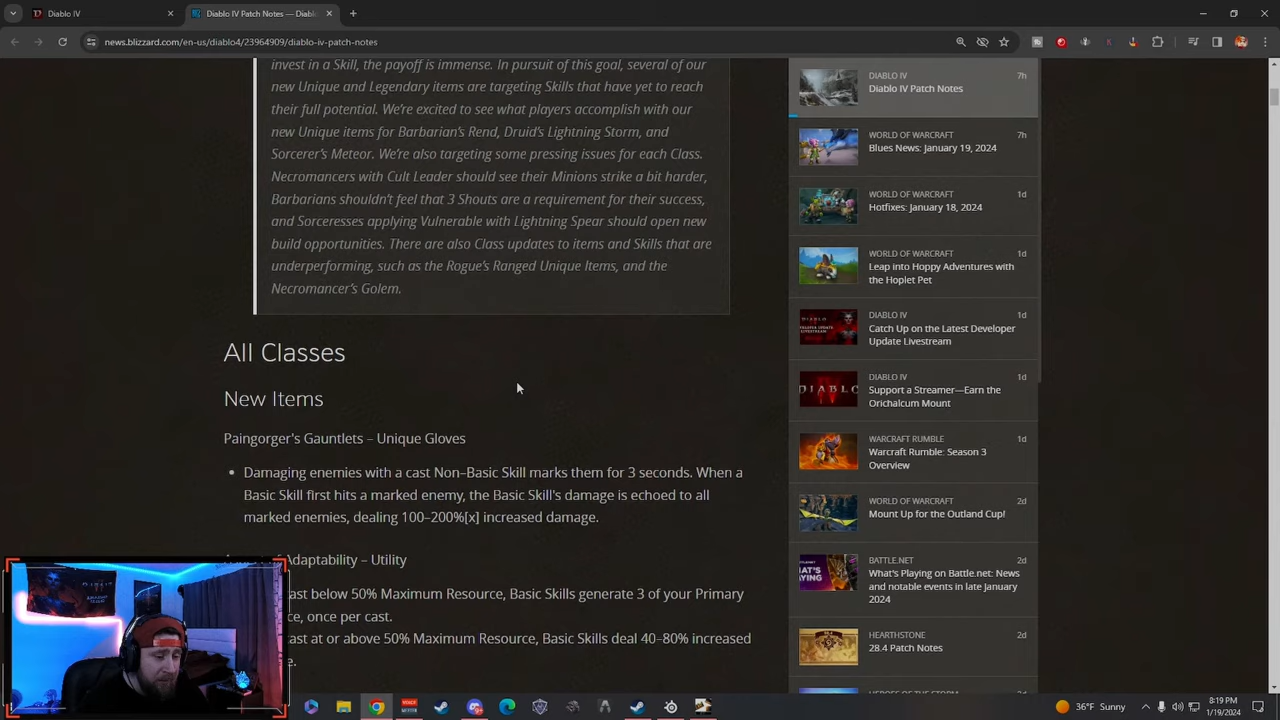 Diablo IV
Diablo IV Patch Notes — Diab
news.blizzard.com/en-us/diablo4/23964909/diablo-iv-patch-notes
invest in a Skill, the payoff is immense. In pursuit of this goal, several of our
new Unique and Legendary items are targeting Skills that have yet to reach
their full potential. We're excited to see what players accomplish with our
new Unique items for Barbarian's Rend, Druid's Lightning Storm, and
Sorcerer's Meteor. We're also targeting some pressing issues for each Class.
Necromancers with Cult Leader should see their Minions strike a bit harder,
Barbarians shouldn't feel that 3 Shouts are a requirement for their success,
and Sorceresses applying Vulnerable with Lightning Spear should open new
build opportunities. There are also Class updates to items and Skills that are
underperforming, such as the Rogue's Ranged Unique Items, and the
Necromancer's Golem.
All Classes
New Items
Paingorger's Gauntlets – Unique Gloves
Damaging enemies with a cast Non-Basic Skill marks them for 3 seconds. When a
Basic Skill first hits a marked enemy, the Basic Skill's damage is echoed to all
marked enemies, dealing 100–200%[x] increased damage.
Adaptability – Utility
below 50% Maximum Resource, Basic Skills generate 3 of your Primary
once per cast.
cast at or above 50% Maximum Resource, Basic Skills deal 40–80% increased
DIABLO IV 7h
Diablo IV Patch Notes
WORLD OF WARCRAFT 7h
Blues News: January 19, 2024
WORLD OF WARCRAFT 1d
Hotfixes: January 18, 2024
WORLD OF WARCRAFT 1d
Leap into Hoppy Adventures with
the Hoplet Pet
DIABLO IV 1d
Catch Up on the Latest Developer
Update Livestream
DIABLO IV 1d
Support a Streamer—Earn the
Orichalcum Mount
WARCRAFT RUMBLE 1d
Warcraft Rumble: Season 3
Overview
WORLD OF WARCRAFT 2d
Mount Up for the Outland Cup!
BATTLE.NET 2d
What's Playing on Battle.net: News
and notable events in late January
2024
HEARTHSTONE 2d
28.4 Patch Notes
HEROES OF THE STORM 2d
36°F Sunny
8:19 PM
1/19/2024